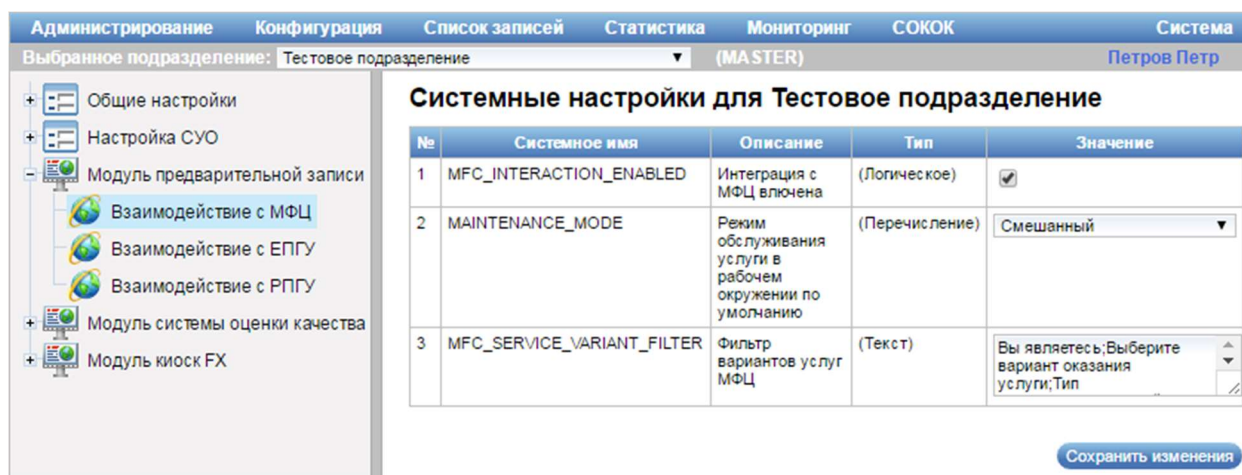 Администрирование Конфигурация Список записей Статистика Мониторинг СОКОК Система
Выбранное подразделение: Тестовое подразделение (MASTER) Петров Петр
Общие настройки
Настройка СУО
Модуль предварительной записи
Взаимодействие с МФЦ
Взаимодействие с ЕПГУ
Взаимодействие с РПГУ
Модуль системы оценки качества
Модуль киоск FX
Системные настройки для Тестовое подразделение
№ Системное имя Описание Тип Значение
1 MFC_INTERACTION_ENABLED Интеграция с (Логическое)
МФЦ включена
2 MAINTENANCE_MODE Режим (Перечисление) Смешанный
обслуживания
услуги в
рабочем
окружении по
умолчанию
3 MFC_SERVICE_VARIANT_FILTER Фильтр (Текст) Вы являетесь;Выберите
вариантов услуг вариант оказания
МФЦ услуги;Тип
Сохранить изменения